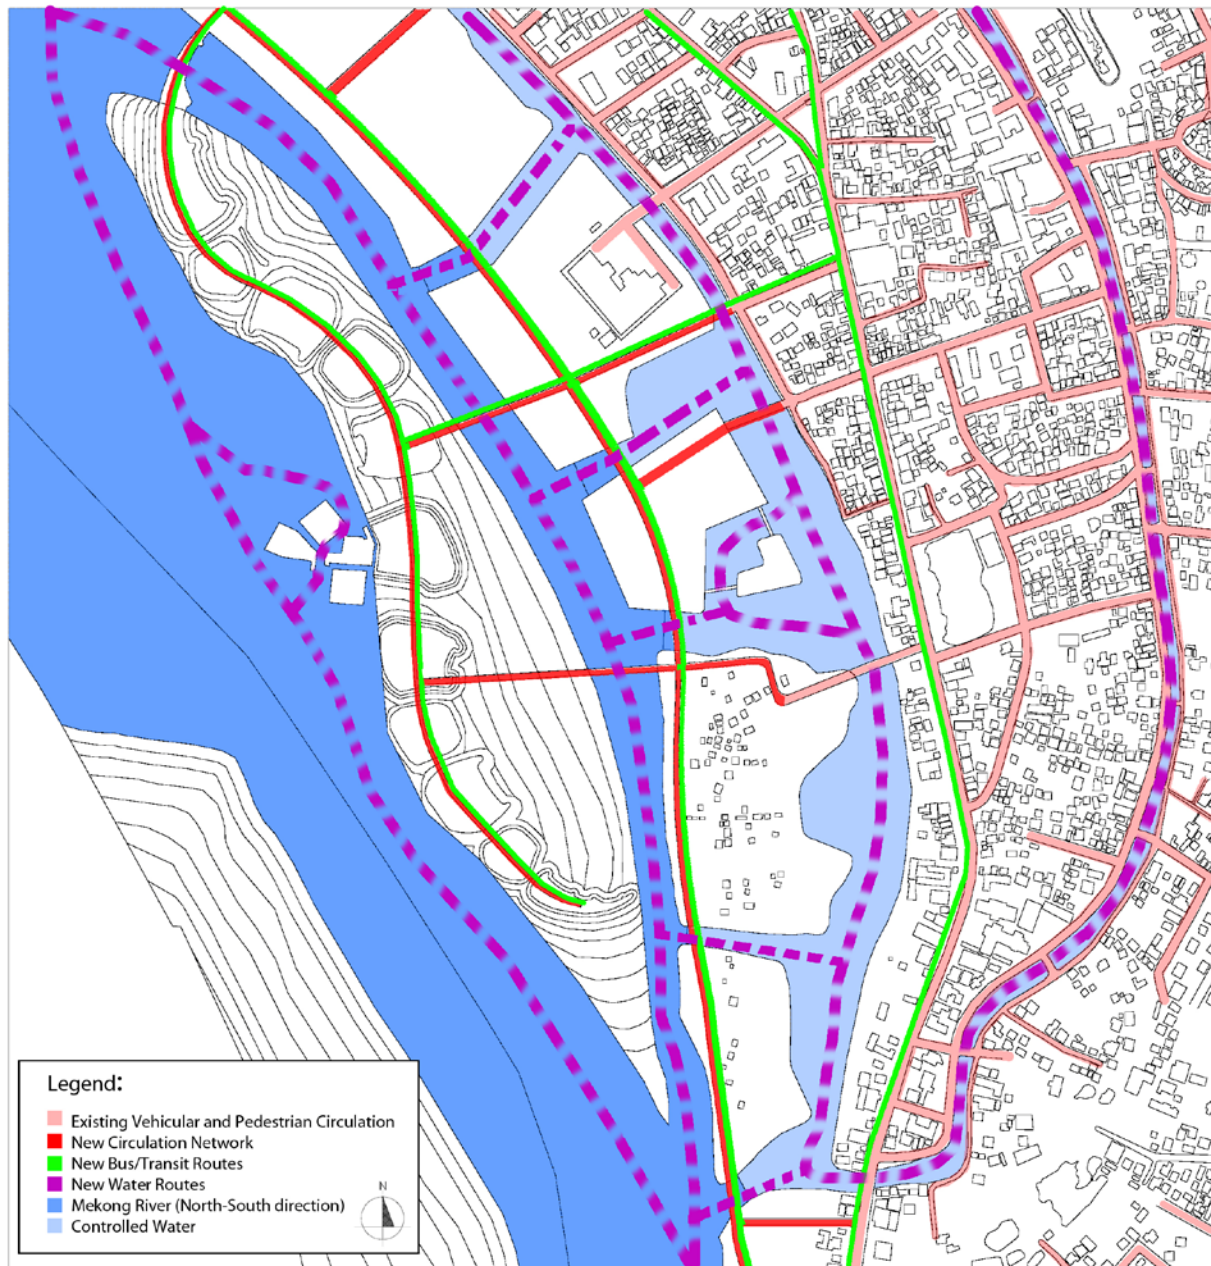 Legend:
Existing Vehicular and Pedestrian Circulation
New Circulation Network
New Bus/Transit Routes
New Water Routes
Mekong River (North-South direction)
Controlled Water
N